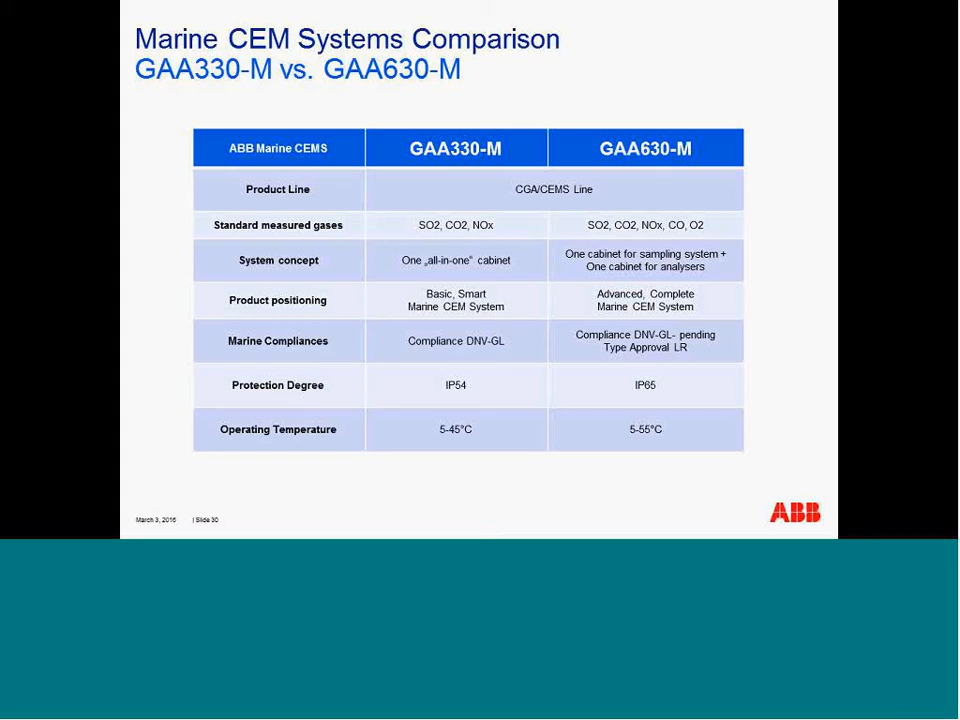 Marine CEM Systems Comparison
GAA330-M vs. GAA630-M
ABB Marine CEMS GAA330-M GAA630-M
Product Line CGA/CEMS Line
Standard measured gases SO2, CO2, NOx SO2, CO2, NOx, CO, O2
System concept One „all-in-one“ cabinet One cabinet for sampling system +
One cabinet for analysers
Product positioning Basic, Smart
Marine CEM System Advanced, Complete
Marine CEM System
Marine Compliances Compliance DNV-GL Compliance DNV-GL- pending
Type Approval LR
Protection Degree IP54 IP65
Operating Temperature 5-45°C 5-55°C
March 3, 2016 | Slide 30
ABB